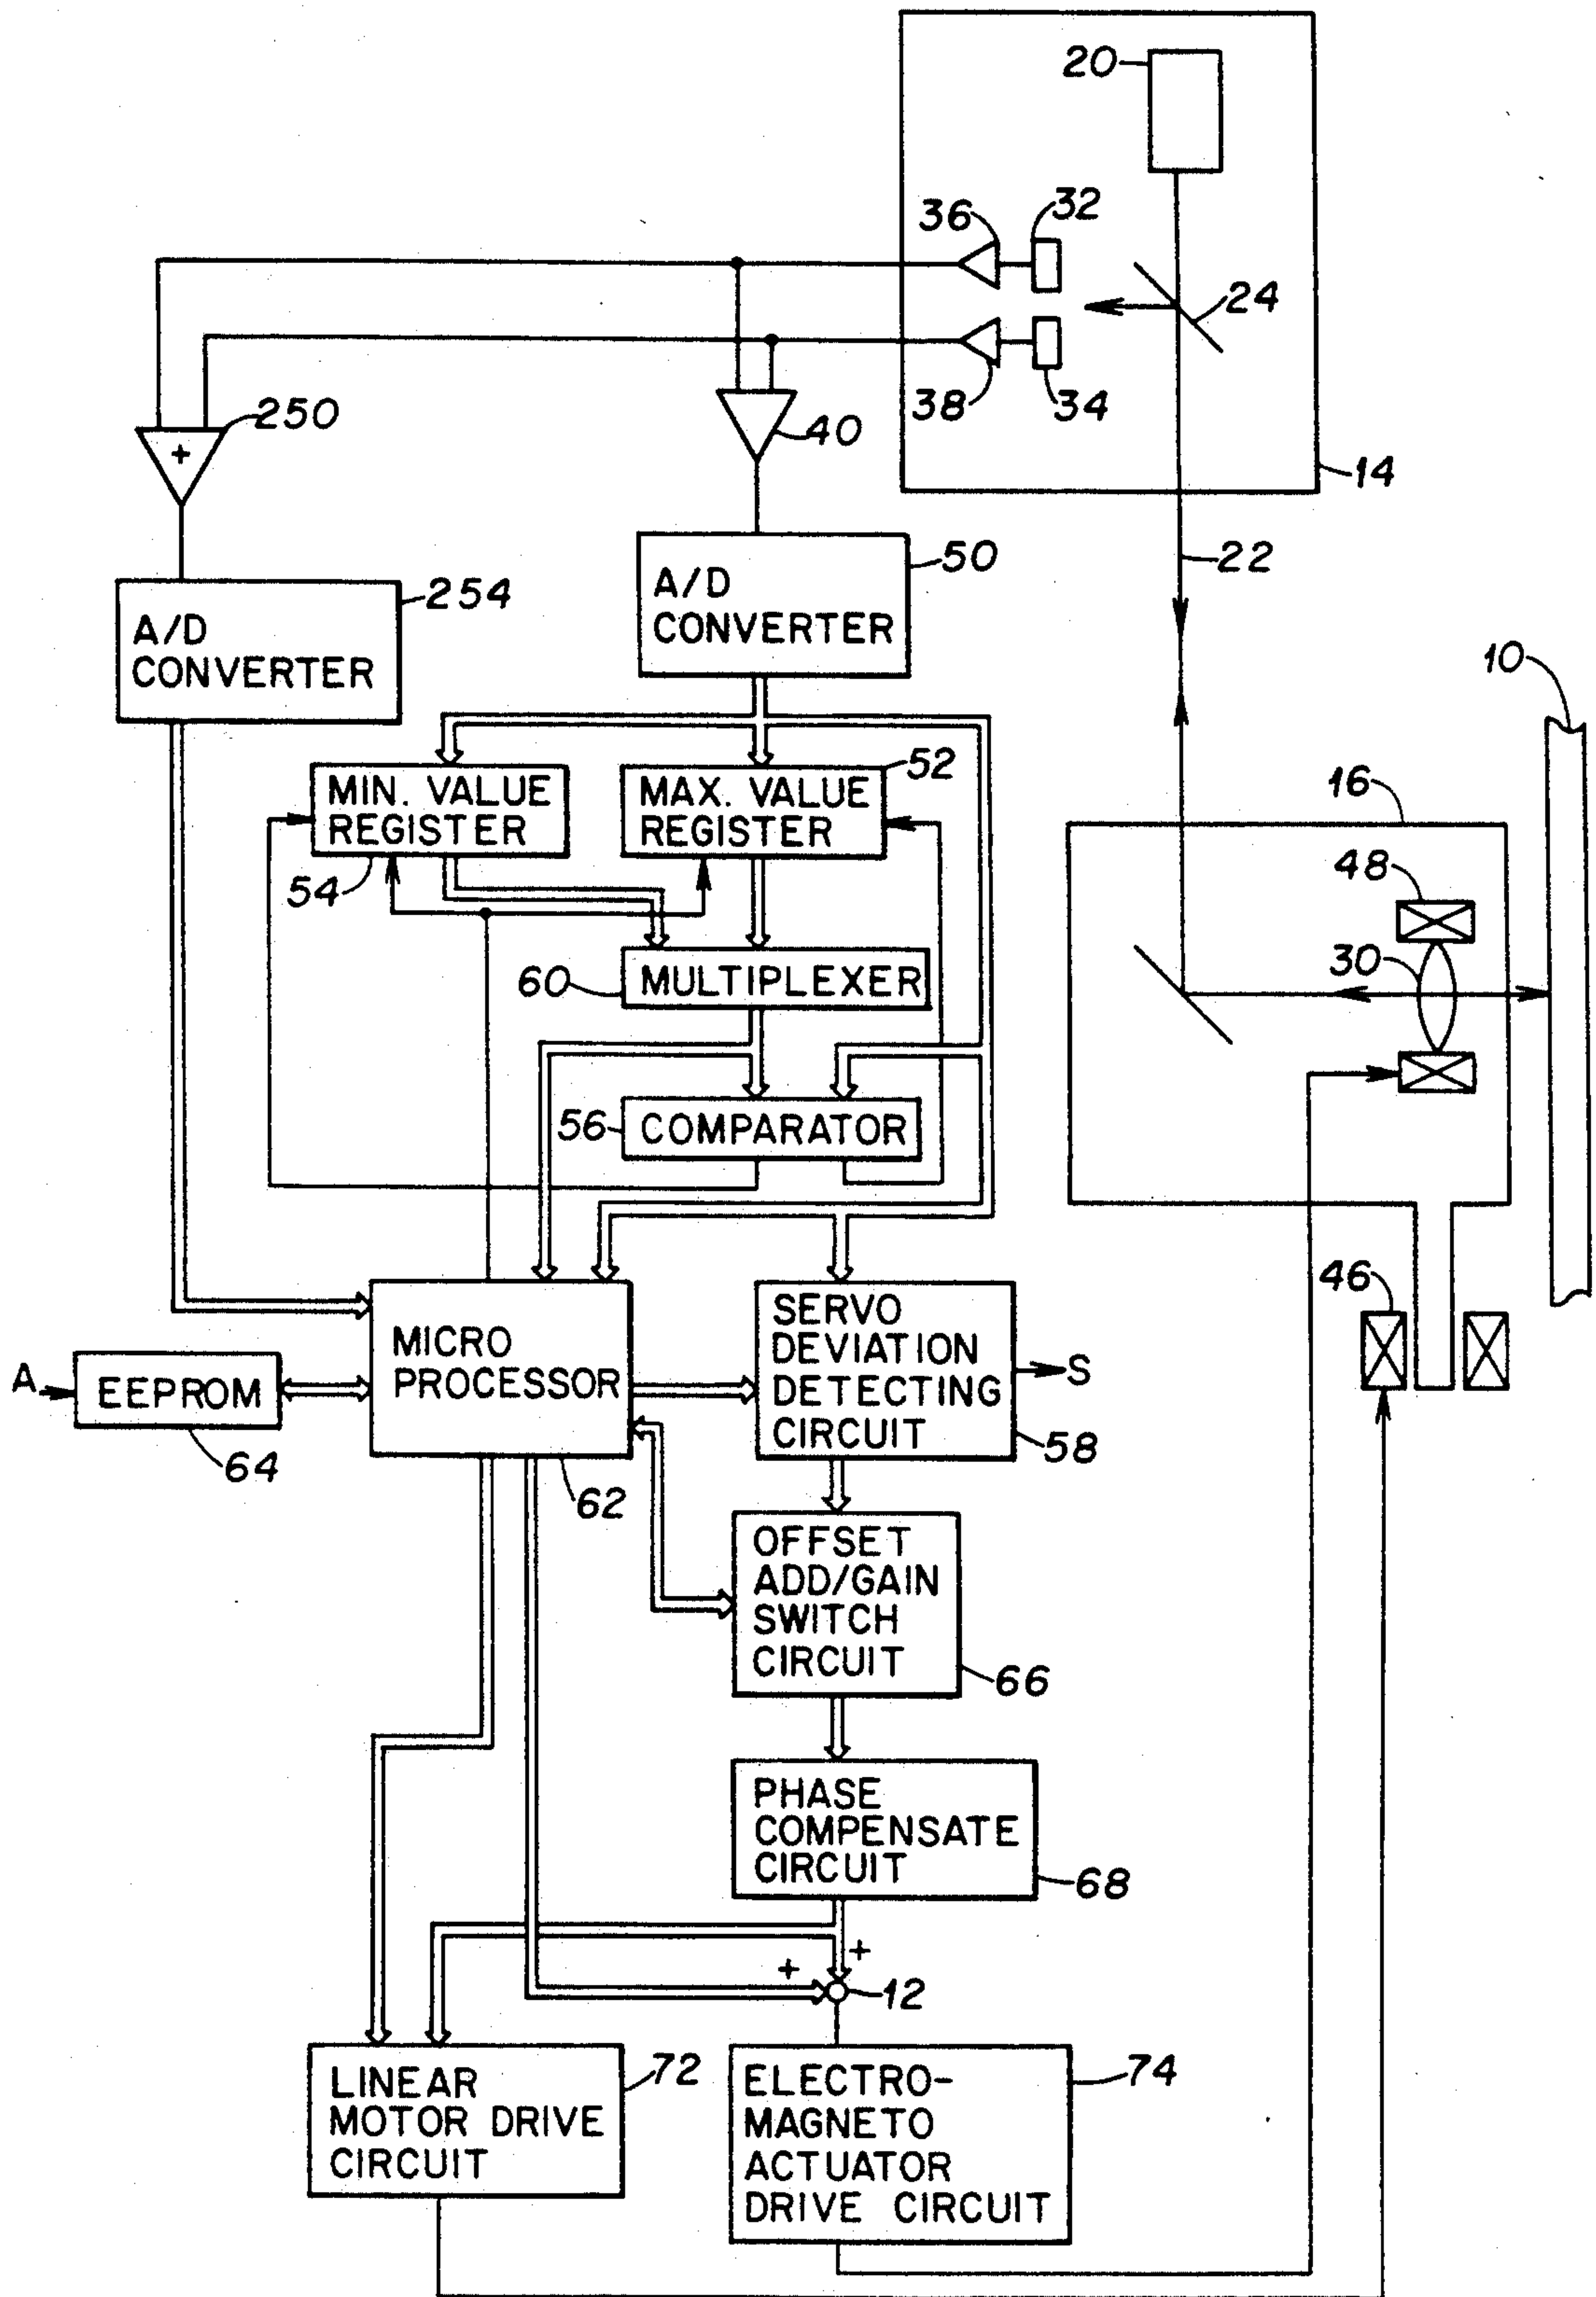 20
36
32
24
38
34
40
250
14
+
50
22
254
A/D
CONVERTER
A/D
CONVERTER
10
52
MIN. VALUE
REGISTER
MAX. VALUE
REGISTER
16
54
48
60
MULTIPLEXER
30
56
COMPARATOR
46
A
EEPROM
64
MICRO
PROCESSOR
62
SERVO
DEVIATION
DETECTING
CIRCUIT
S
58
OFFSET
ADD/GAIN
SWITCH
CIRCUIT
66
PHASE
COMPENSATE
CIRCUIT
68
+
+
12
LINEAR
MOTOR DRIVE
CIRCUIT
72
ELECTRO-
MAGNETO
ACTUATOR
DRIVE CIRCUIT
74